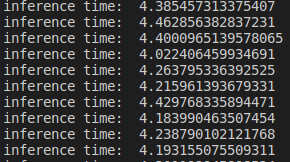 inference time:  4.385457313375407
inference time:  4.462856382837231
inference time:  4.4000965139578065
inference time:  4.022406459934691
inference time:  4.263795336392525
inference time:  4.215961393679331
inference time:  4.429768335894471
inference time:  4.183990463507454
inference time:  4.238790102121768
inference time:  4.193155075509311